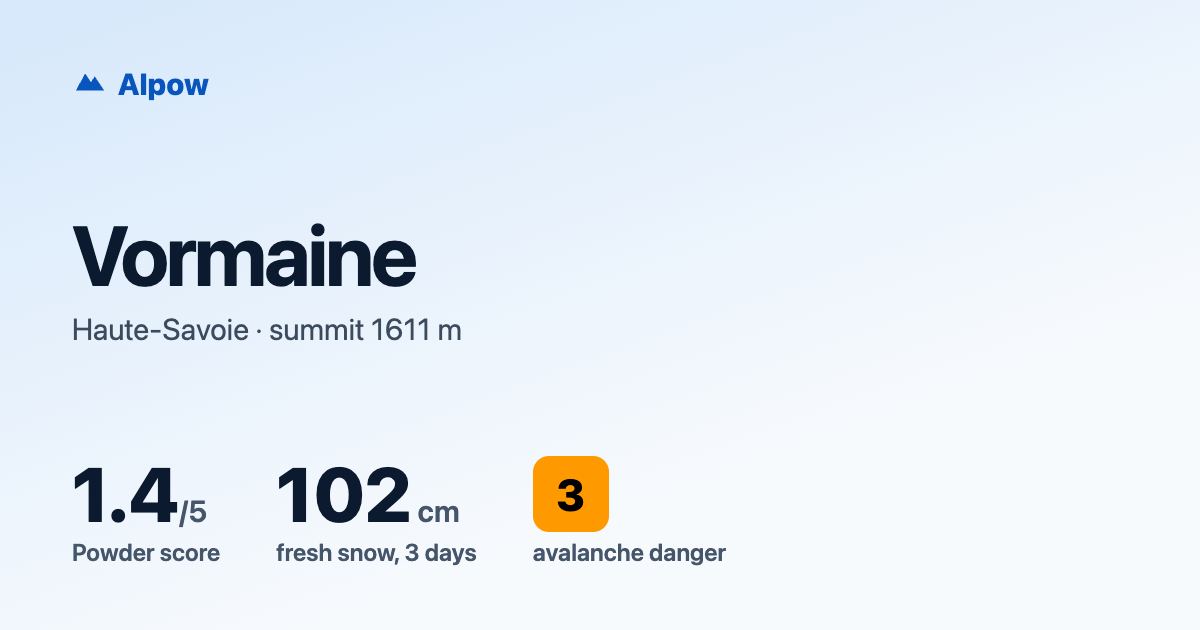 Alpow
Vormaine
Haute-Savoie · summit 1611 m
1.4/5
Powder score
102 cm
fresh snow, 3 days
3
avalanche danger